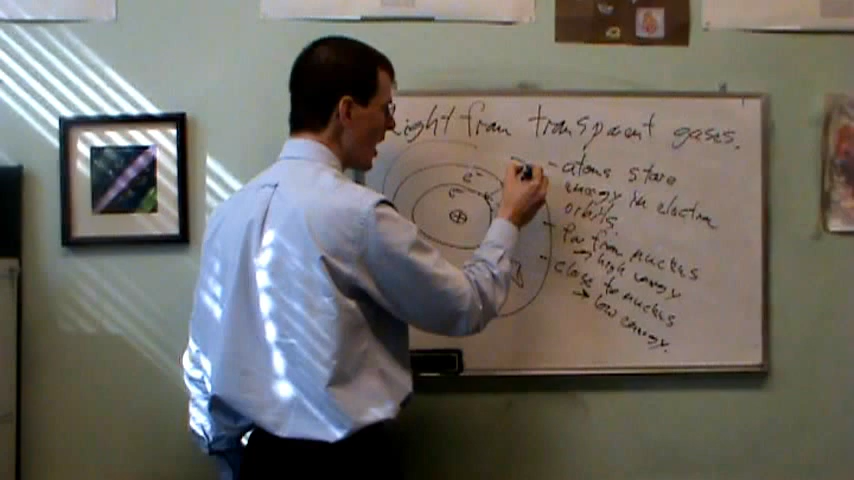 Light from transparent gases.
- atoms store
energy in electron
orbits.
e-
e-
+
- far from nucleus
→ high energy
- close to nucleus
→ low energy.